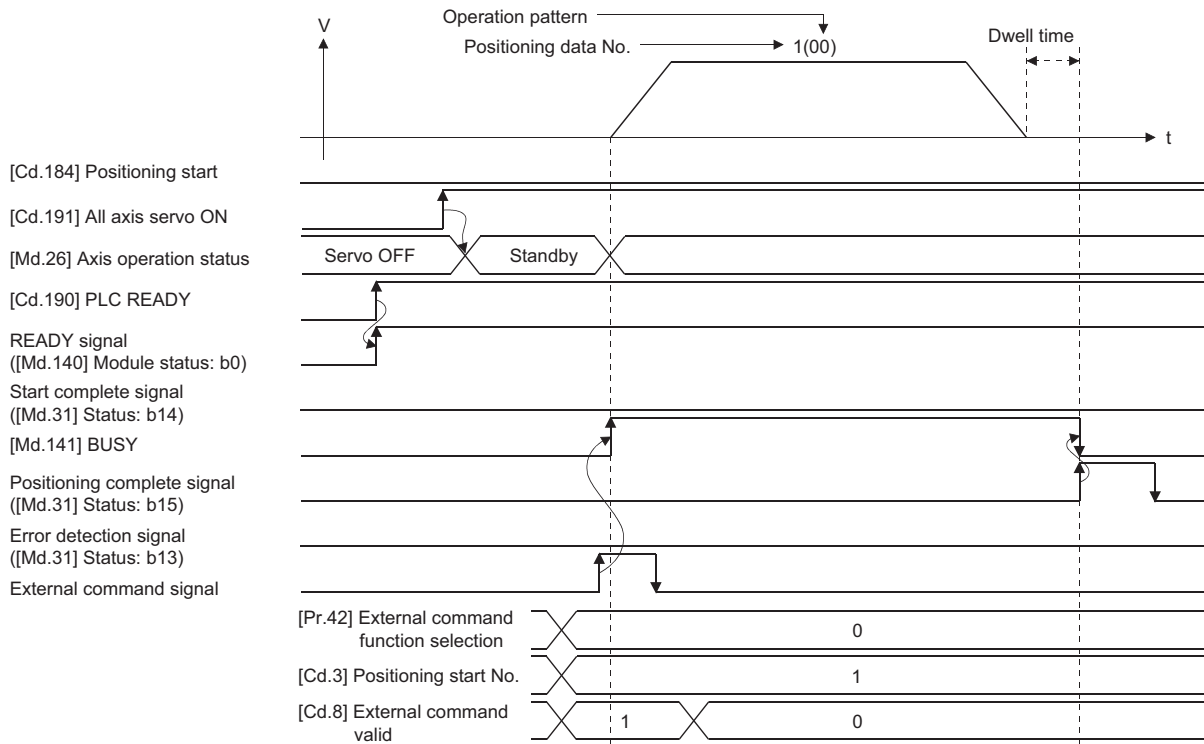 Operation pattern
Positioning data No.
1(00)
Dwell time
V
t
[Cd.184] Positioning start
[Cd.191] All axis servo ON
[Md.26] Axis operation status
Servo OFF
Standby
[Cd.190] PLC READY
READY signal
([Md.140] Module status: b0)
Start complete signal
([Md.31] Status: b14)
[Md.141] BUSY
Positioning complete signal
([Md.31] Status: b15)
Error detection signal
([Md.31] Status: b13)
External command signal
[Pr.42] External command
function selection
0
[Cd.3] Positioning start No.
1
[Cd.8] External command
valid
1
0